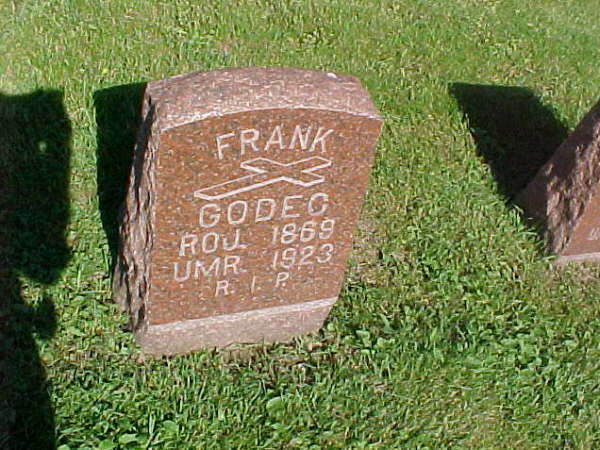 FRANK
GODEC
ROJ. 1869
UMR. 1923
R. I. P.